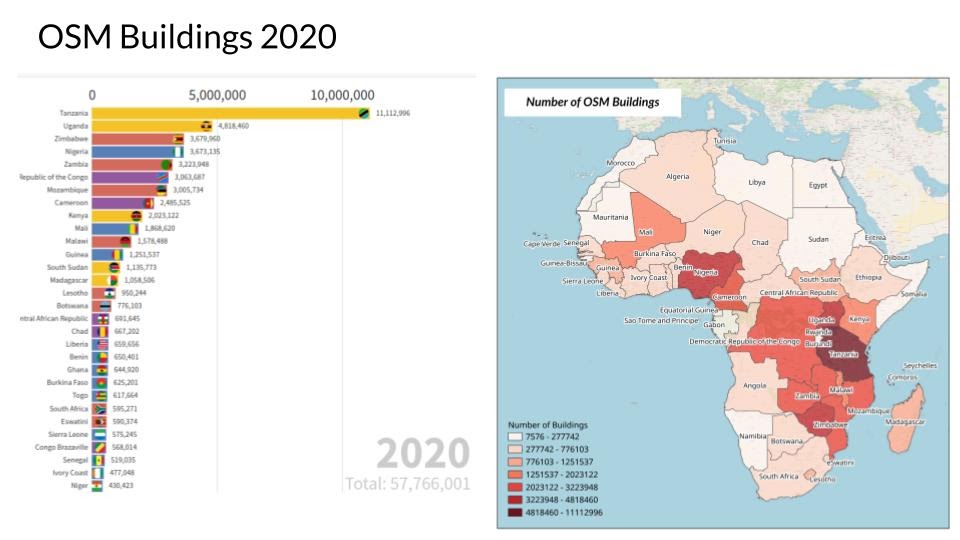 OSM Buildings 2020
0 5,000,000 10,000,000
Tanzania 11,112,996
Uganda 4,818,460
Zimbabwe 3,679,960
Nigeria 3,673,135
Zambia 3,223,948
Republic of the Congo 3,063,687
Mozambique 3,005,734
Cameroon 2,485,525
Kenya 2,023,122
Mali 1,868,620
Malawi 1,578,488
Guinea 1,251,537
South Sudan 1,135,773
Madagascar 1,058,506
Lesotho 950,244
Botswana 776,103
ntral African Republic 691,645
Chad 667,202
Liberia 659,656
Benin 650,401
Ghana 644,920
Burkina Faso 625,201
Togo 617,664
South Africa 595,271
Eswatini 590,374
Sierra Leone 575,245
Congo Brazaville 568,014
Senegal 519,035
Ivory Coast 477,048
Niger 430,423
2020
Total: 57,766,001
Number of OSM Buildings
Tunisia
Morocco
Algeria
Libya
Egypt
Mauritania
Mali
Niger
Chad
Sudan
Eritrea
Cape Verde
Senegal
Burkina Faso
Djibouti
Guinea-Bissau
Guinea
Benin
Nigeria
South Sudan
Ethiopia
Sierra Leone
Ivory Coast
Liberia
Cameroon
Central African Republic
Somalia
Equatorial Guinea
Sao Tome and Principe
Gabon
Uganda
Kenya
Rwanda
Democratic Republic of the Congo
Burundi
Tanzania
Seychelles
Comoros
Angola
Malawi
Zambia
Mozambique
Madagascar
Zimbabwe
Namibia
Botswana
eSwatini
South Africa
Lesotho
Number of Buildings
7576 - 277742
277742 - 776103
776103 - 1251537
1251537 - 2023122
2023122 - 3223948
3223948 - 4818460
4818460 - 11112996